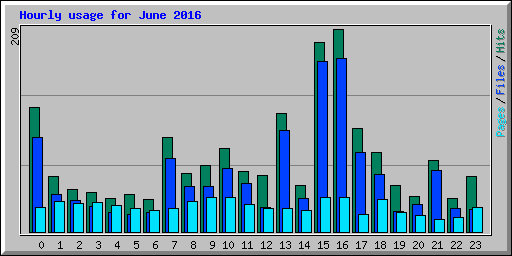 Hourly usage for June 2016
209
Pages/Files/Hits
0 1 2 3 4 5 6 7 8 9 10 11 12 13 14 15 16 17 18 19 20 21 22 23